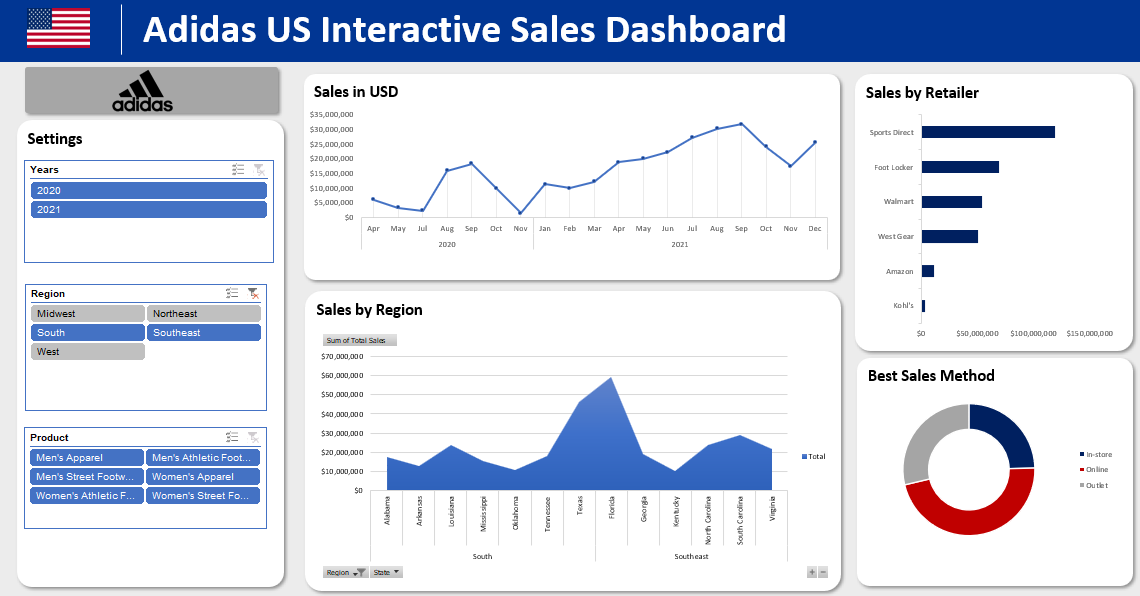 Adidas US Interactive Sales Dashboard
adidas
Settings
Years
2020
2021
Region
Midwest
Northeast
South
Southeast
West
Product
Men's Apparel
Men's Athletic Foot...
Men's Street Footw...
Women's Apparel
Women's Athletic F...
Women's Street Fo...
Sales in USD
$35,000,000
$30,000,000
$25,000,000
$20,000,000
$15,000,000
$10,000,000
$5,000,000
$0
Apr May Jul Aug Sep Oct Nov Jan Feb Mar Apr May Jun Jul Aug Sep Oct Nov Dec
2020 2021
Sales by Region
Sum of Total Sales
$70,000,000
$60,000,000
$50,000,000
$40,000,000
$30,000,000
$20,000,000
$10,000,000
$0
Total
Alabama
Arkansas
Louisiana
Mississippi
Oklahoma
Tennessee
Texas
Florida
Georgia
Kentucky
North Carolina
South Carolina
Virginia
South Southeast
Region State
Sales by Retailer
Sports Direct
Foot Locker
Walmart
West Gear
Amazon
Kohl's
$0 $50,000,000 $100,000,000 $150,000,000
Best Sales Method
In-store
Online
Outlet